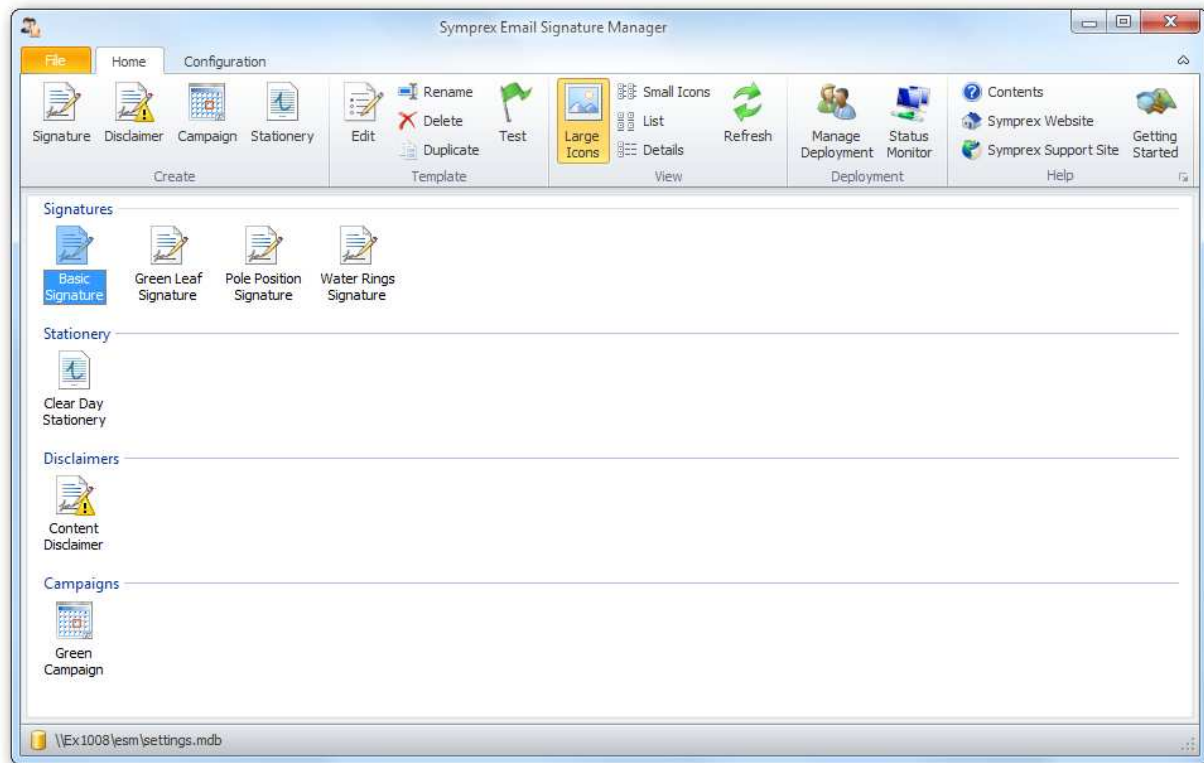 Symprex Email Signature Manager
File Home Configuration
Signature Disclaimer Campaign Stationery
Create
Edit
Rename
Delete
Duplicate
Test
Template
Large
Icons
Small Icons
List
Details
Refresh
View
Manage
Deployment
Status
Monitor
Deployment
Contents
Symprex Website
Symprex Support Site
Getting
Started
Help
Signatures
Basic
Signature
Green Leaf
Signature
Pole Position
Signature
Water Rings
Signature
Stationery
Clear Day
Stationery
Disclaimers
Content
Disclaimer
Campaigns
Green
Campaign
\\Ex1008\esm\settings.mdb